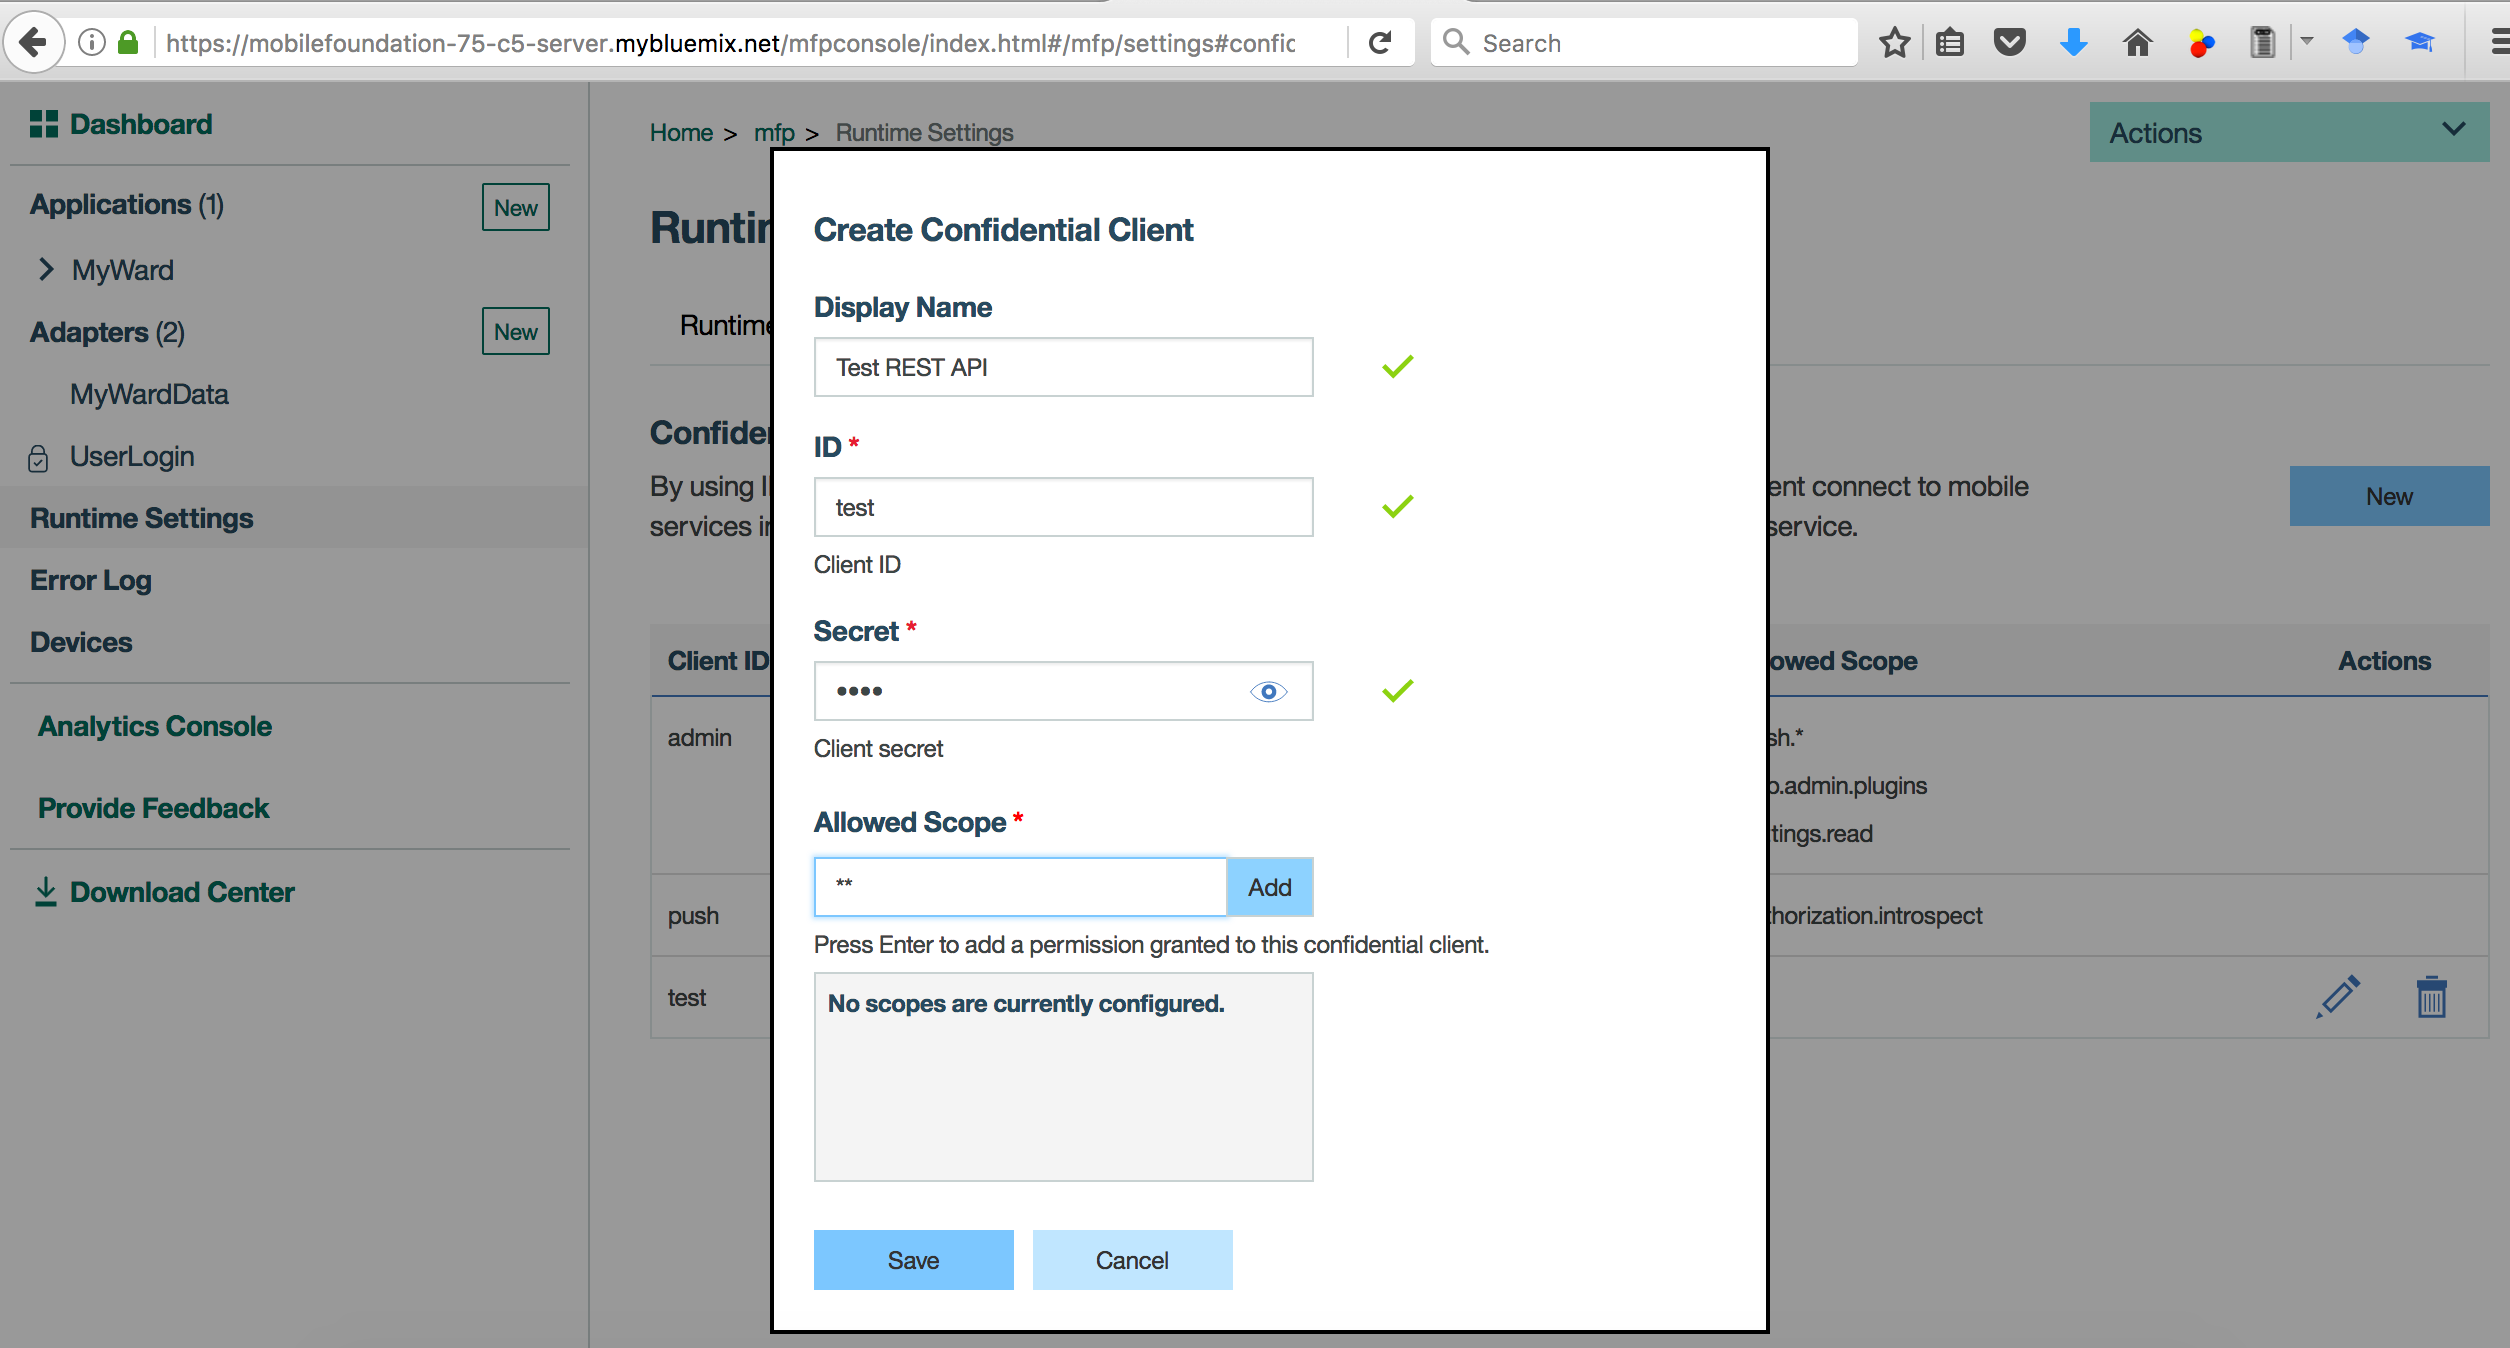 https://mobilefoundation-75-c5-server.mybluemix.net/mfpconsole/index.html#/mfp/settings#confic
Search
Dashboard
Applications (1)
New
MyWard
Adapters (2)
New
MyWardData
UserLogin
Runtime Settings
Error Log
Devices
Analytics Console
Provide Feedback
Download Center
Home > mfp > Runtime Settings
Actions
Runtin
Runtime
Confide
By using I
ent connect to mobile
services in
service.
New
Client ID
owed Scope
Actions
admin
sh.*
o.admin.plugins
tings.read
push
thorization.introspect
test
Create Confidential Client
Display Name
Test REST API
ID *
test
Client ID
Secret *
••••
Client secret
Allowed Scope *
**
Add
Press Enter to add a permission granted to this confidential client.
No scopes are currently configured.
Save
Cancel